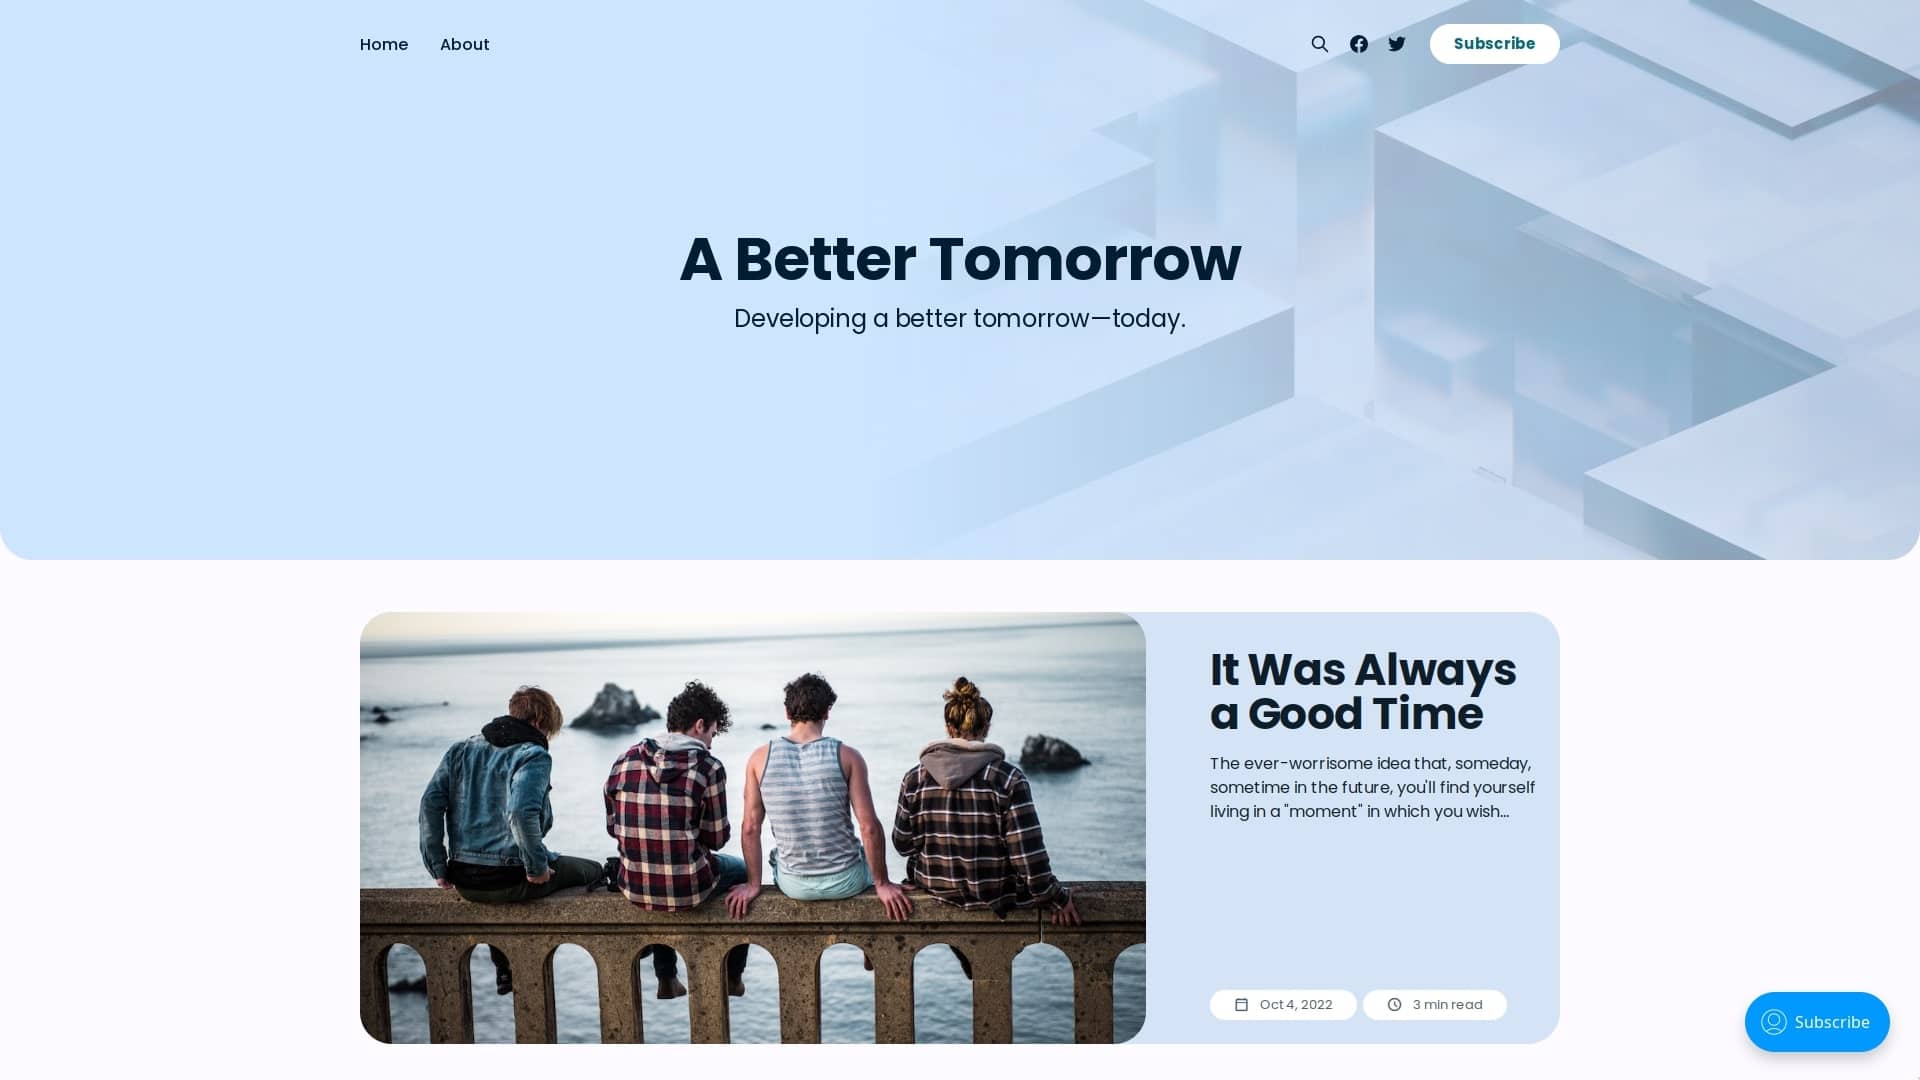 Home About Subscribe
A Better Tomorrow
Developing a better tomorrow—today.
It Was Always
a Good Time
The ever-worrisome idea that, someday,
sometime in the future, you'll find yourself
living in a "moment" in which you wish...
Oct 4, 2022 3 min read
Subscribe